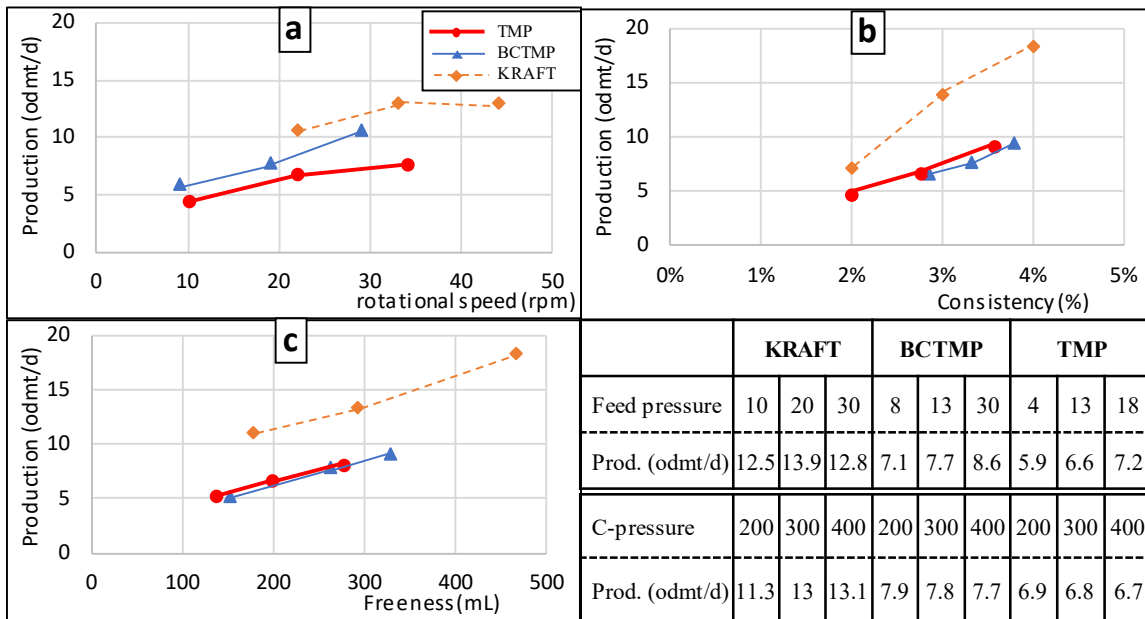 a
TMP
BCTMP
KRAFT
Production (odmt/d)
20
15
10
5
0
0 10 20 30 40 50
rotational speed (rpm)
b
Production (odmt/d)
20
15
10
5
0
0% 1% 2% 3% 4% 5%
Consistency (%)
c
Production (odmt/d)
20
15
10
5
0
0 100 200 300 400 500
Freeness (mL)
KRAFT BCTMP TMP
Feed pressure 10 20 30 8 13 30 4 13 18
Prod. (odmt/d) 12.5 13.9 12.8 7.1 7.7 8.6 5.9 6.6 7.2
C-pressure 200 300 400 200 300 400 200 300 400
Prod. (odmt/d) 11.3 13 13.1 7.9 7.8 7.7 6.9 6.8 6.7